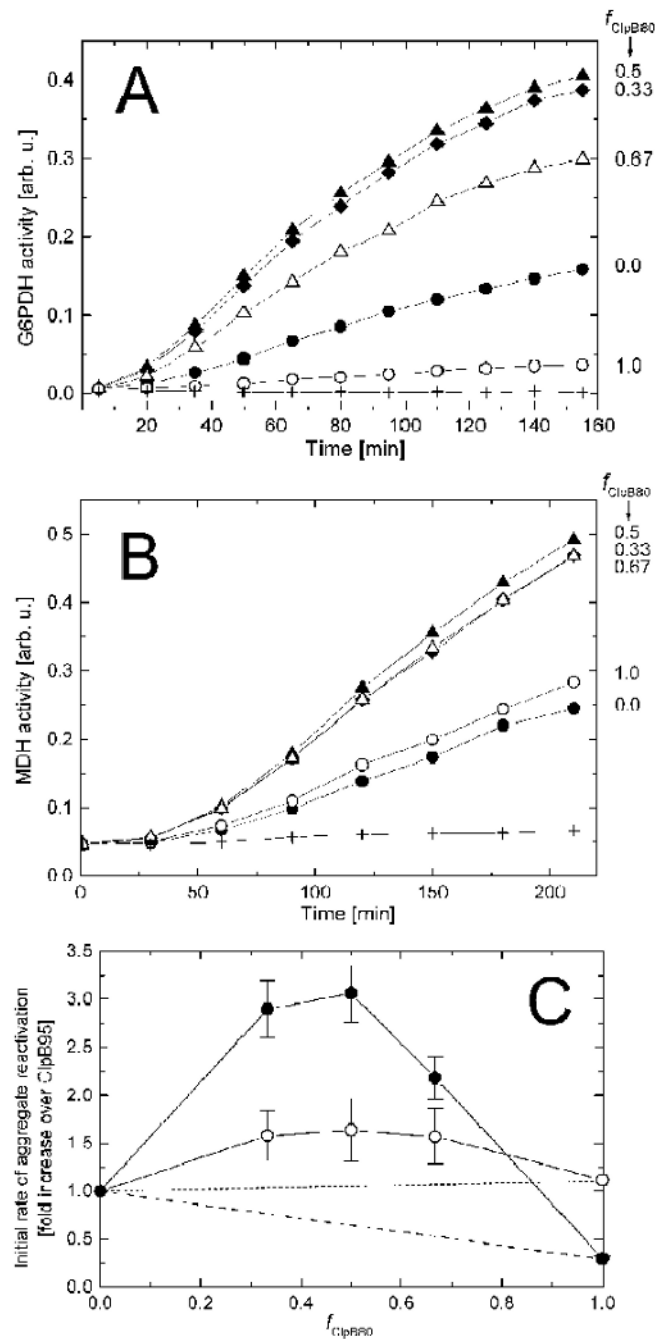 A
f ClpB80
G6PDH activity [arb. u.]
0.4
0.3
0.2
0.1
0.0
0.5
0.33
0.67
0.0
1.0
20 40 60 80 100 120 140 160
Time [min]
B
f ClpB80
MDH activity [arb. u.]
0.5
0.4
0.3
0.2
0.1
0.0
0.5
0.33
0.67
1.0
0.0
0 50 100 150 200
Time [min]
C
Initial rate of aggregate reactivation
[fold increase over ClpB95]
3.5
3.0
2.5
2.0
1.5
1.0
0.5
0.0
0.0 0.2 0.4 0.6 0.8 1.0
f ClpB80